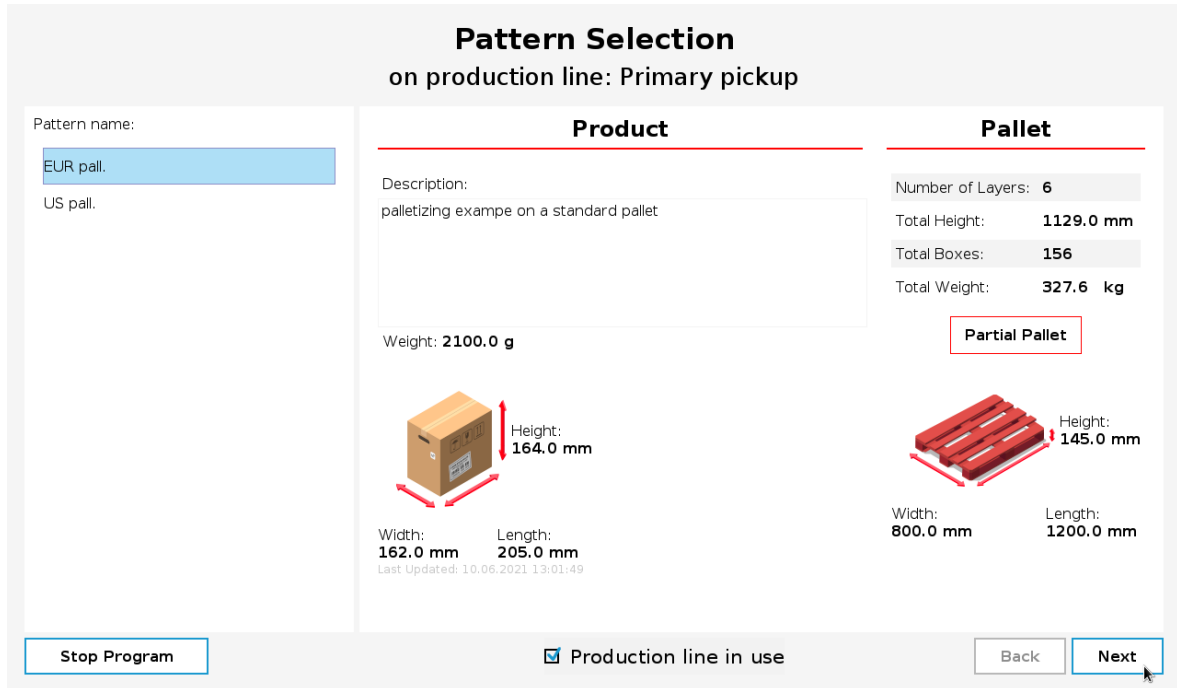 Pattern Selection
on production line: Primary pickup
Pattern name:
EUR pall.
US pall.
Product
Description:
palletizing exampe on a standard pallet
Weight: 2100.0 g
Height:
164.0 mm
Width:
162.0 mm
Length:
205.0 mm
Last Updated: 10.06.2021 13:01:49
Pallet
Number of Layers: 6
Total Height: 1129.0 mm
Total Boxes: 156
Total Weight: 327.6 kg
Partial Pallet
Height:
145.0 mm
Width:
800.0 mm
Length:
1200.0 mm
Stop Program
Production line in use
Back
Next